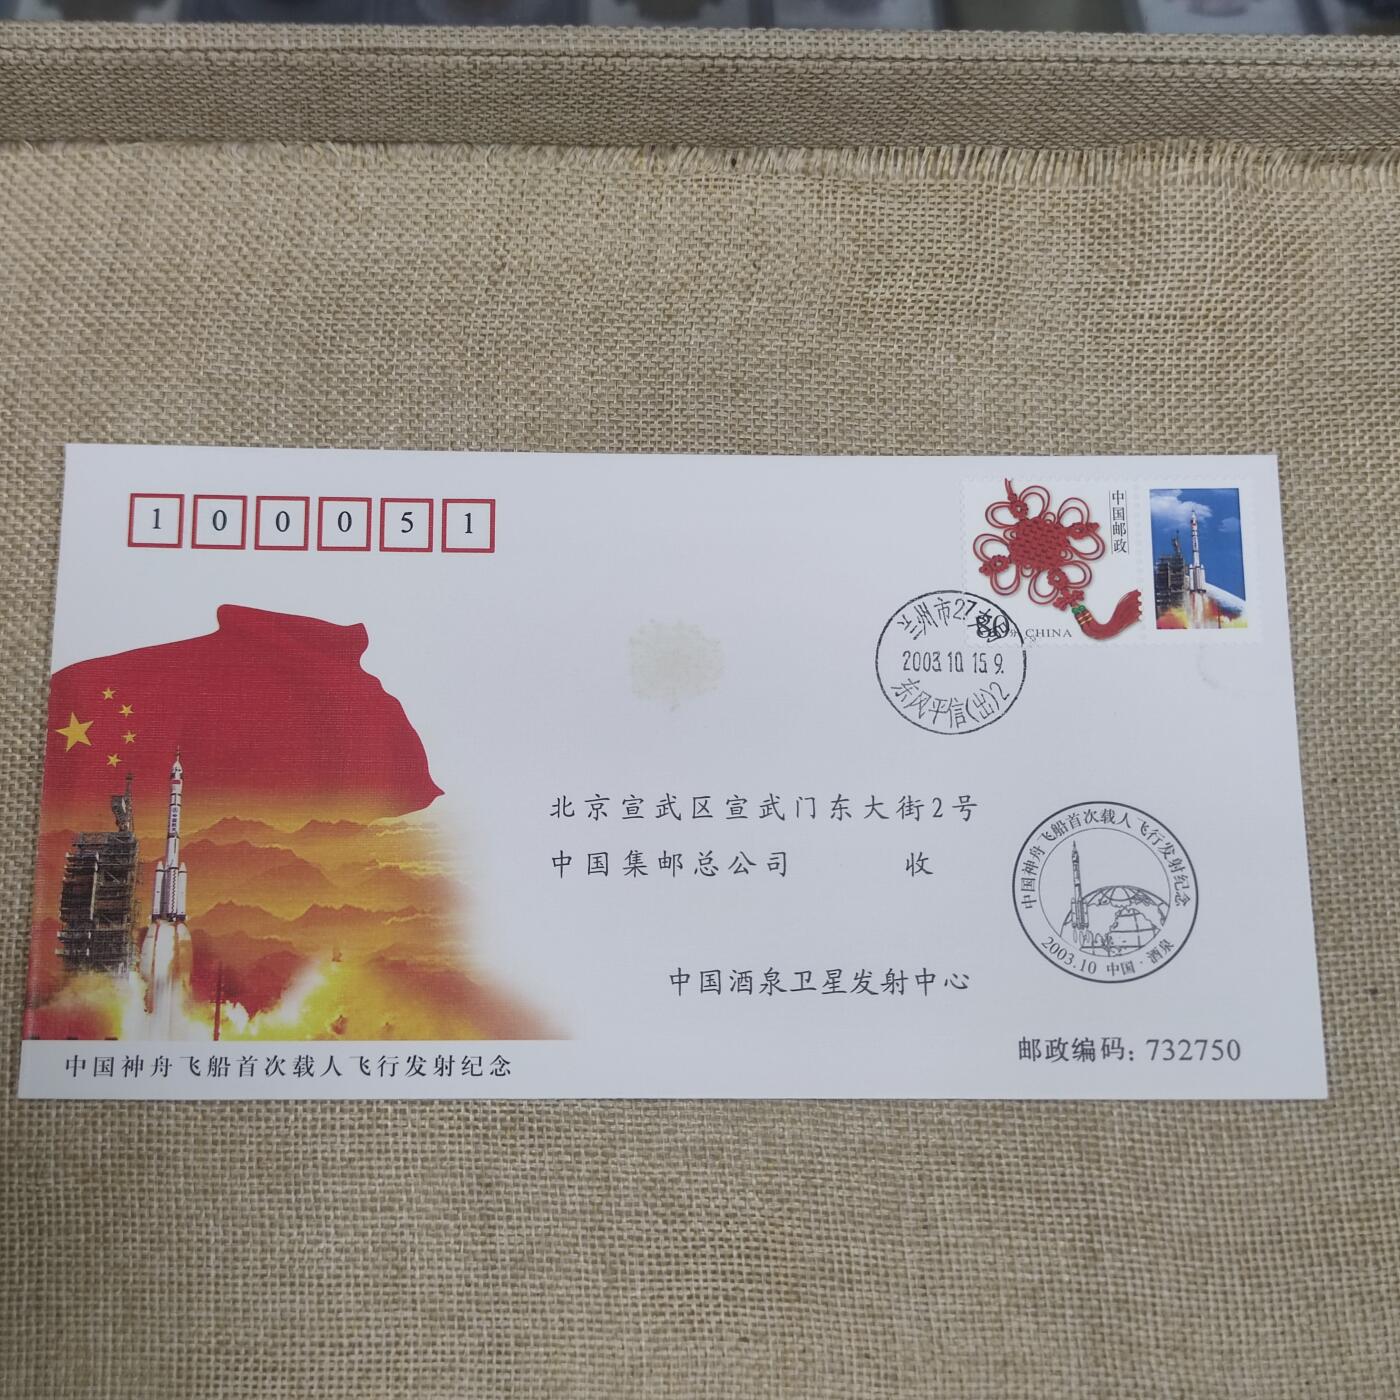 100051
中国邮政
80分 CHINA
兰州市27支
2003.10.15.9.
东风平信(出)2
北京宣武区宣武门东大街2号
中国集邮总公司 收
中国神舟飞船首次载人飞行发射纪念
2003.10 中国·酒泉
中国酒泉卫星发射中心
邮政编码：732750
中国神舟飞船首次载人飞行发射纪念